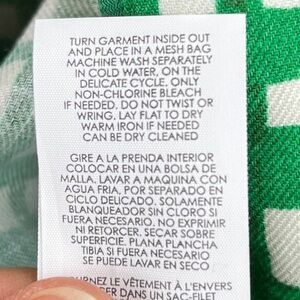 TURN GARMENT INSIDE OUT
AND PLACE IN A MESH BAG
MACHINE WASH SEPARATELY
IN COLD WATER, ON THE
DELICATE CYCLE. ONLY
NON-CHLORINE BLEACH
IF NEEDED. DO NOT TWIST OR
WRING. LAY FLAT TO DRY
WARM IRON IF NEEDED
CAN BE DRY CLEANED
GIRE A LA PRENDA INTERIOR
COLOCAR EN UNA BOLSA DE
MALLA. LAVAR A MAQUINA CON
AGUA FRIA, POR SEPARADO EN
CICLO DELICADO. SOLAMENTE
BLANQUEADOR SIN CLORO SI
FUERA NECESARIO. NO EXPRIMIR
NI RETORCER. SECAR SOBRE
SUPERFICIE. PLANA PLANCHA
TIBIA SI FUERA NECESARIO
SE PUEDE LAVAR EN SECO
LE VÊTEMENT À L'ENVERS
DANS UN SAC-FILET